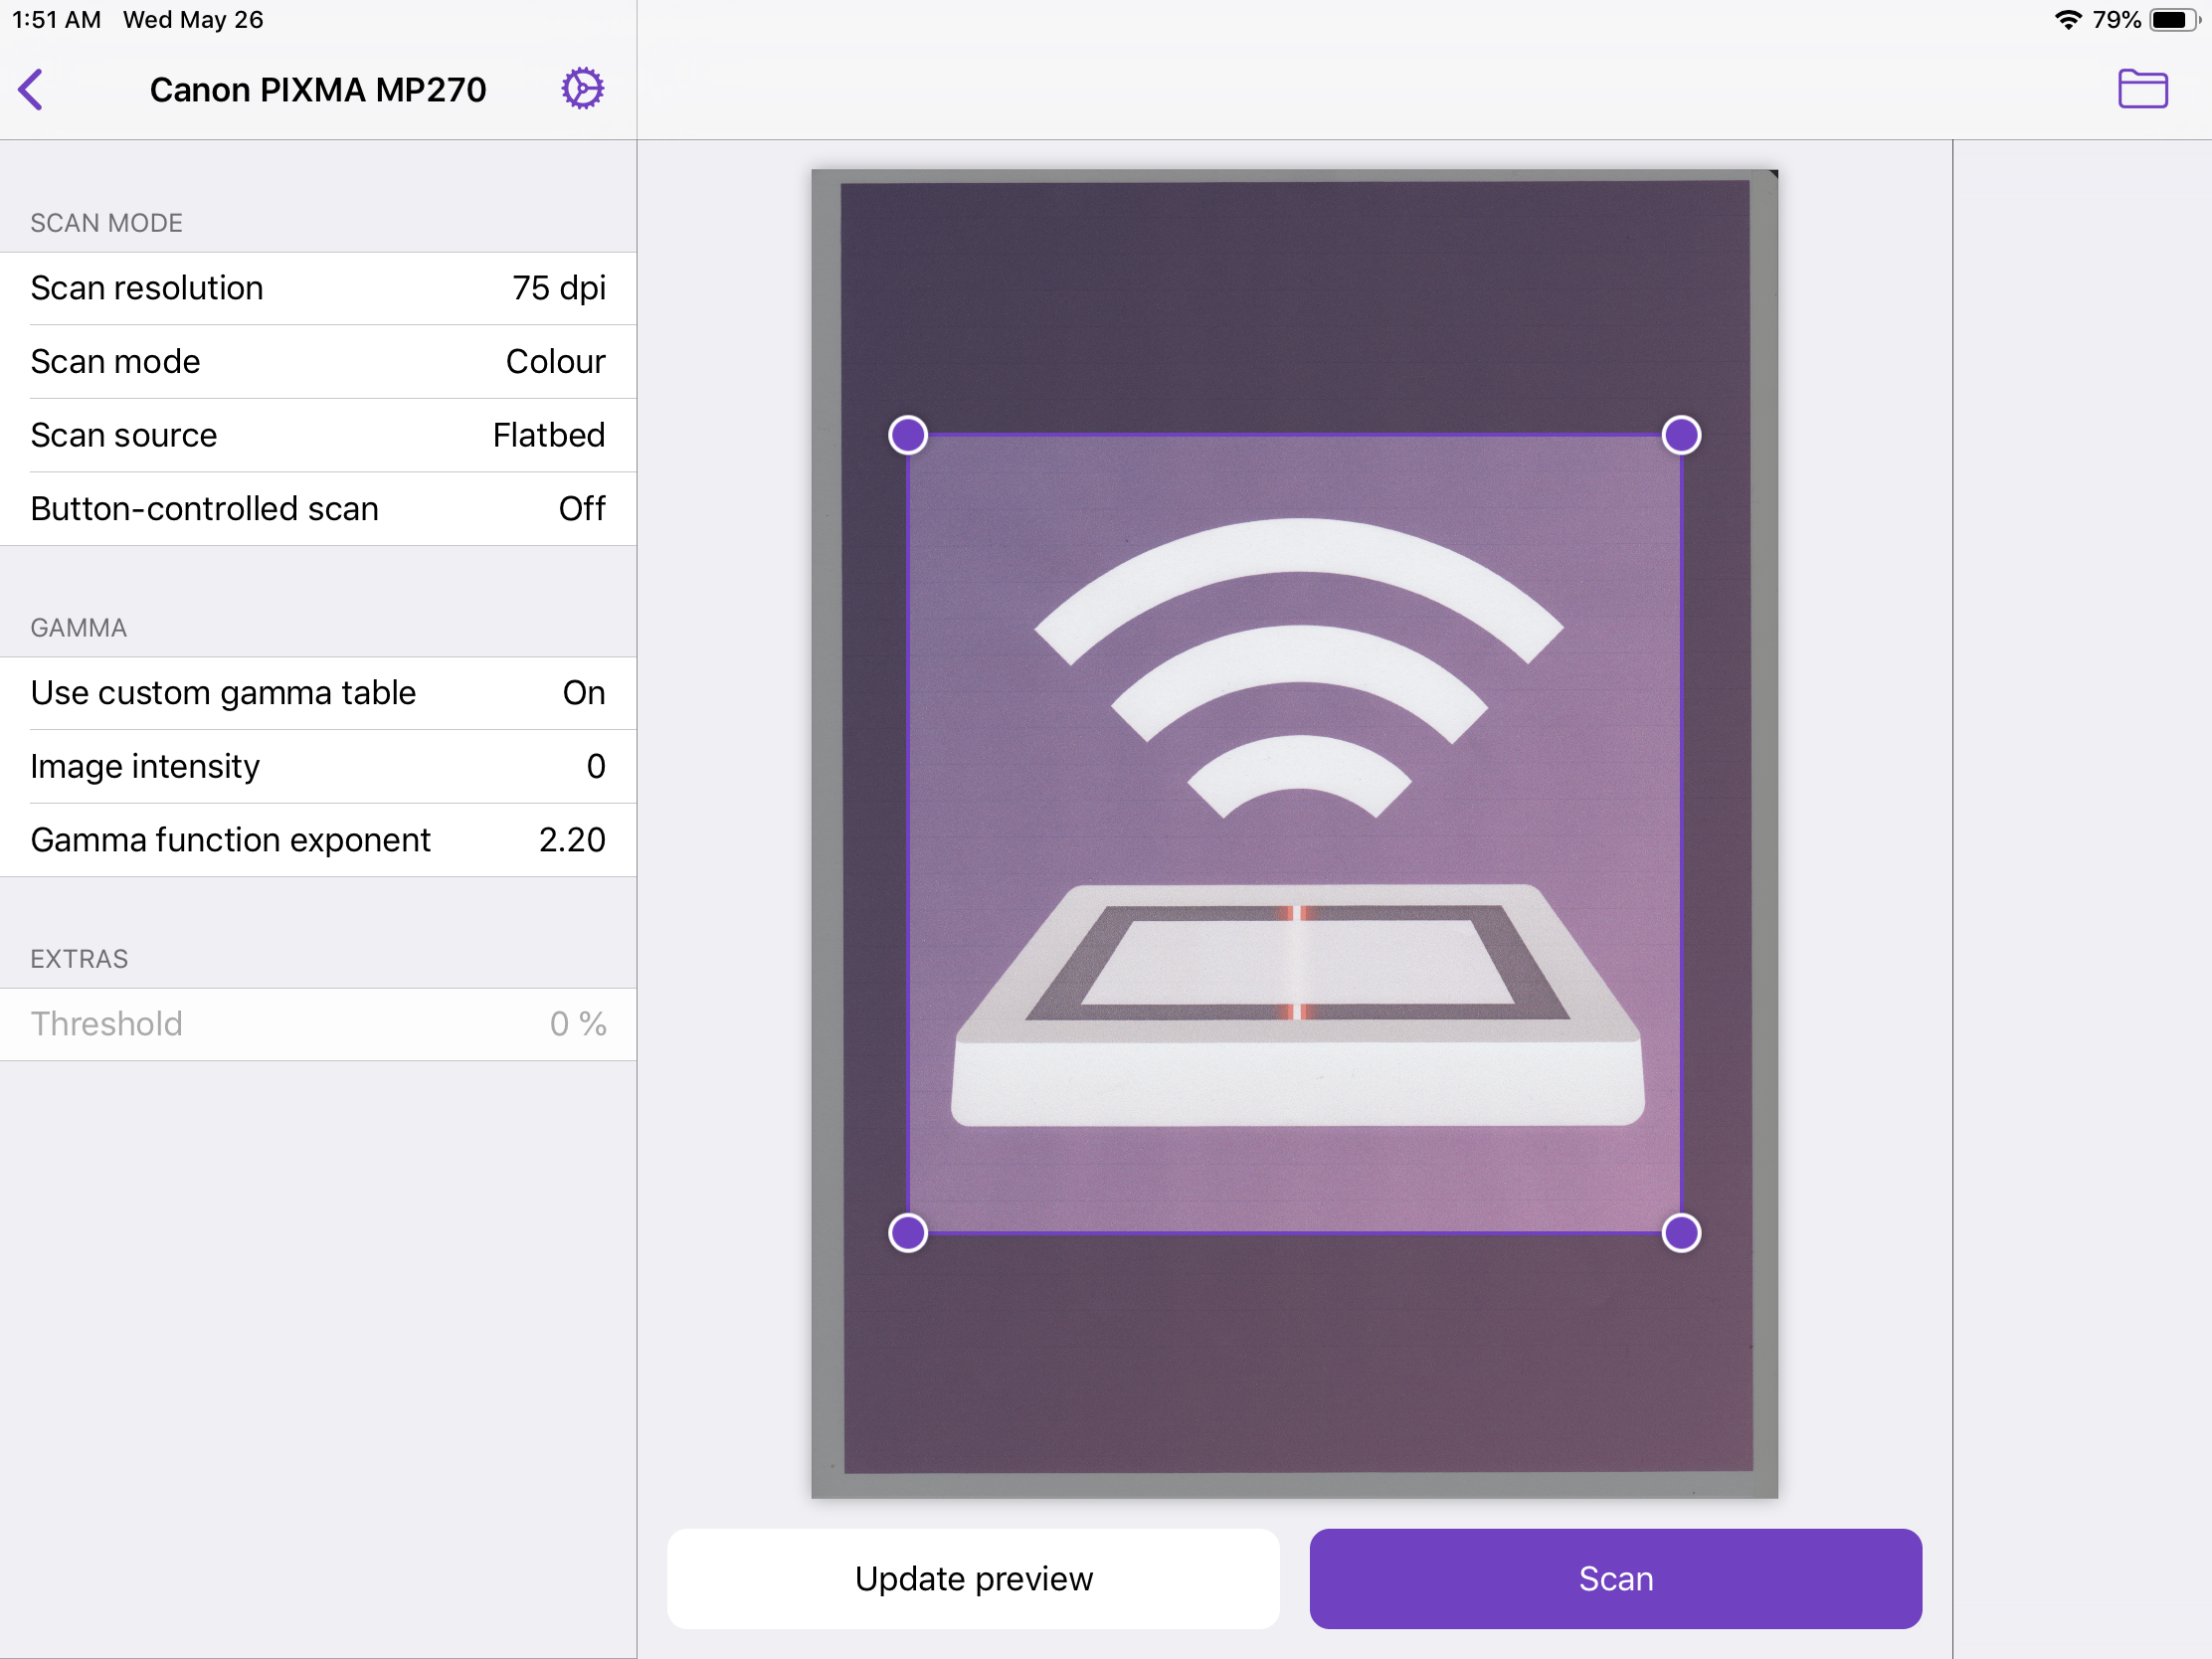 1:51 AM Wed May 26 79%
Canon PIXMA MP270
SCAN MODE
Scan resolution 75 dpi
Scan mode Colour
Scan source Flatbed
Button-controlled scan Off
GAMMA
Use custom gamma table On
Image intensity 0
Gamma function exponent 2.20
EXTRAS
Threshold 0 %
Update preview Scan